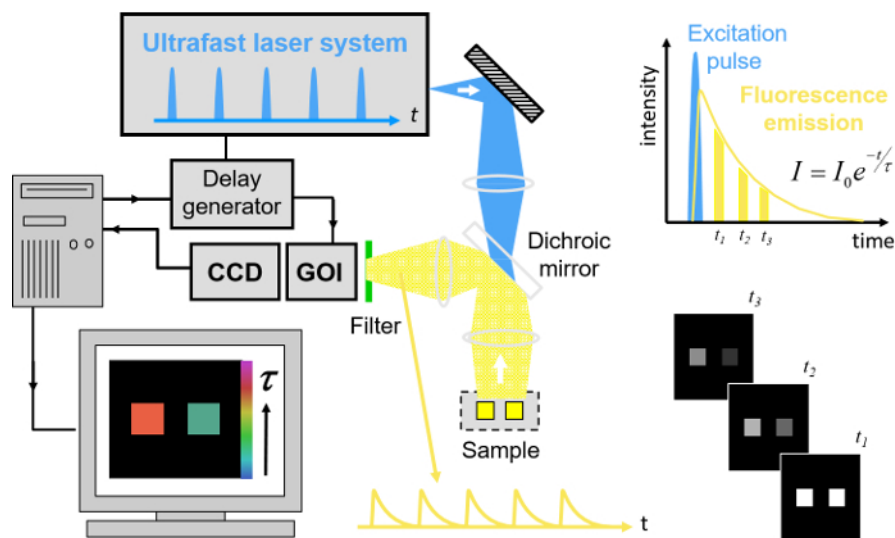 Ultrafast laser system
t
Delay
generator
CCD
GOI
Filter
Dichroic
mirror
Sample
τ
t
Excitation
pulse
Fluorescence
emission
intensity
I = I₀e^(-t/τ)
t₁ t₂ t₃
time
t₃
t₂
t₁